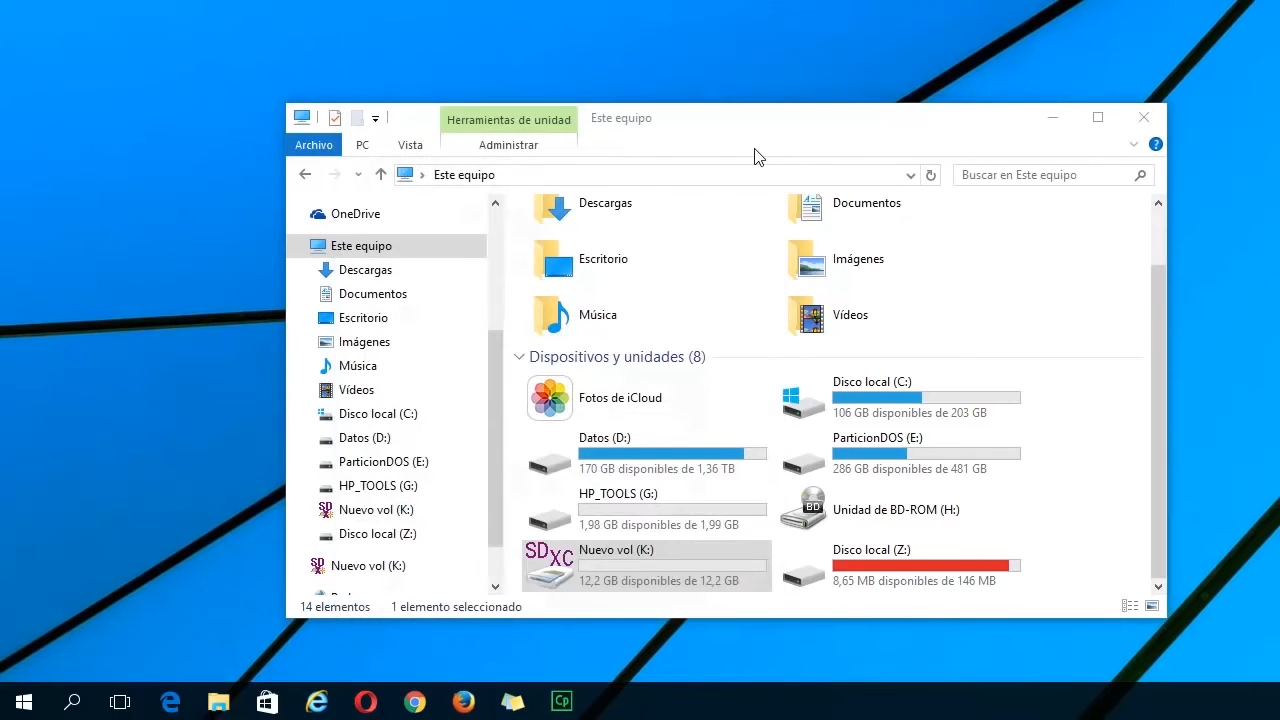 Herramientas de unidad
Este equipo
Archivo
PC
Vista
Administrar
Este equipo
Buscar en Este equipo
OneDrive
Este equipo
Descargas
Documentos
Escritorio
Imágenes
Música
Vídeos
Disco local (C:)
Datos (D:)
ParticionDOS (E:)
HP_TOOLS (G:)
Nuevo vol (K:)
Disco local (Z:)
Nuevo vol (K:)
Descargas
Documentos
Escritorio
Imágenes
Música
Vídeos
Dispositivos y unidades (8)
Fotos de iCloud
Disco local (C:)
106 GB disponibles de 203 GB
Datos (D:)
170 GB disponibles de 1,36 TB
ParticionDOS (E:)
286 GB disponibles de 481 GB
HP_TOOLS (G:)
1,98 GB disponibles de 1,99 GB
BD
Unidad de BD-ROM (H:)
SDXC
Nuevo vol (K:)
12,2 GB disponibles de 12,2 GB
Disco local (Z:)
8,65 MB disponibles de 146 MB
14 elementos
1 elemento seleccionado
Cp